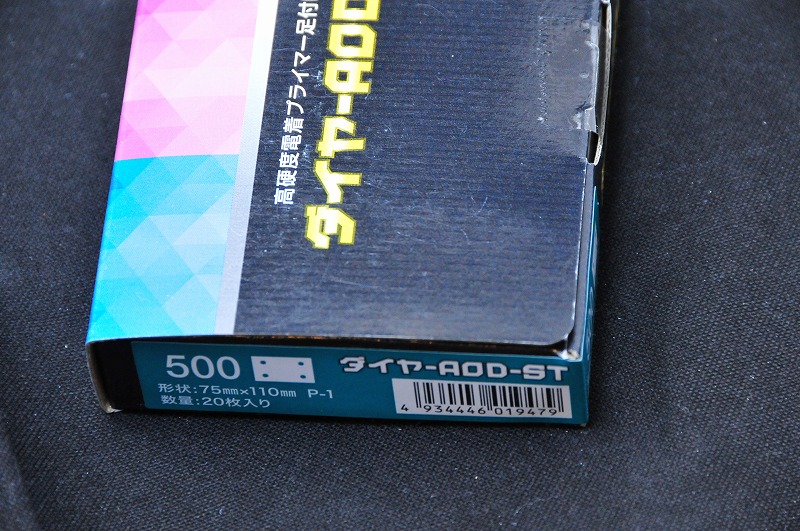 高硬度電着プライマー足付
ダイヤ-AOD
500
ダイヤ-AOD-ST
形状:75mm×110mm P-1
数量:20枚入り
4 934446 019479